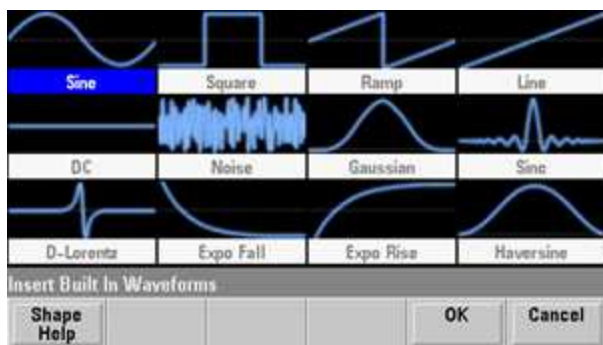 Sine
Square
Ramp
Line
DC
Noise
Gaussian
Sinc
D-Lorentz
Expo Fall
Expo Rise
Haversine
Insert Built In Waveforms
Shape
Help
OK
Cancel